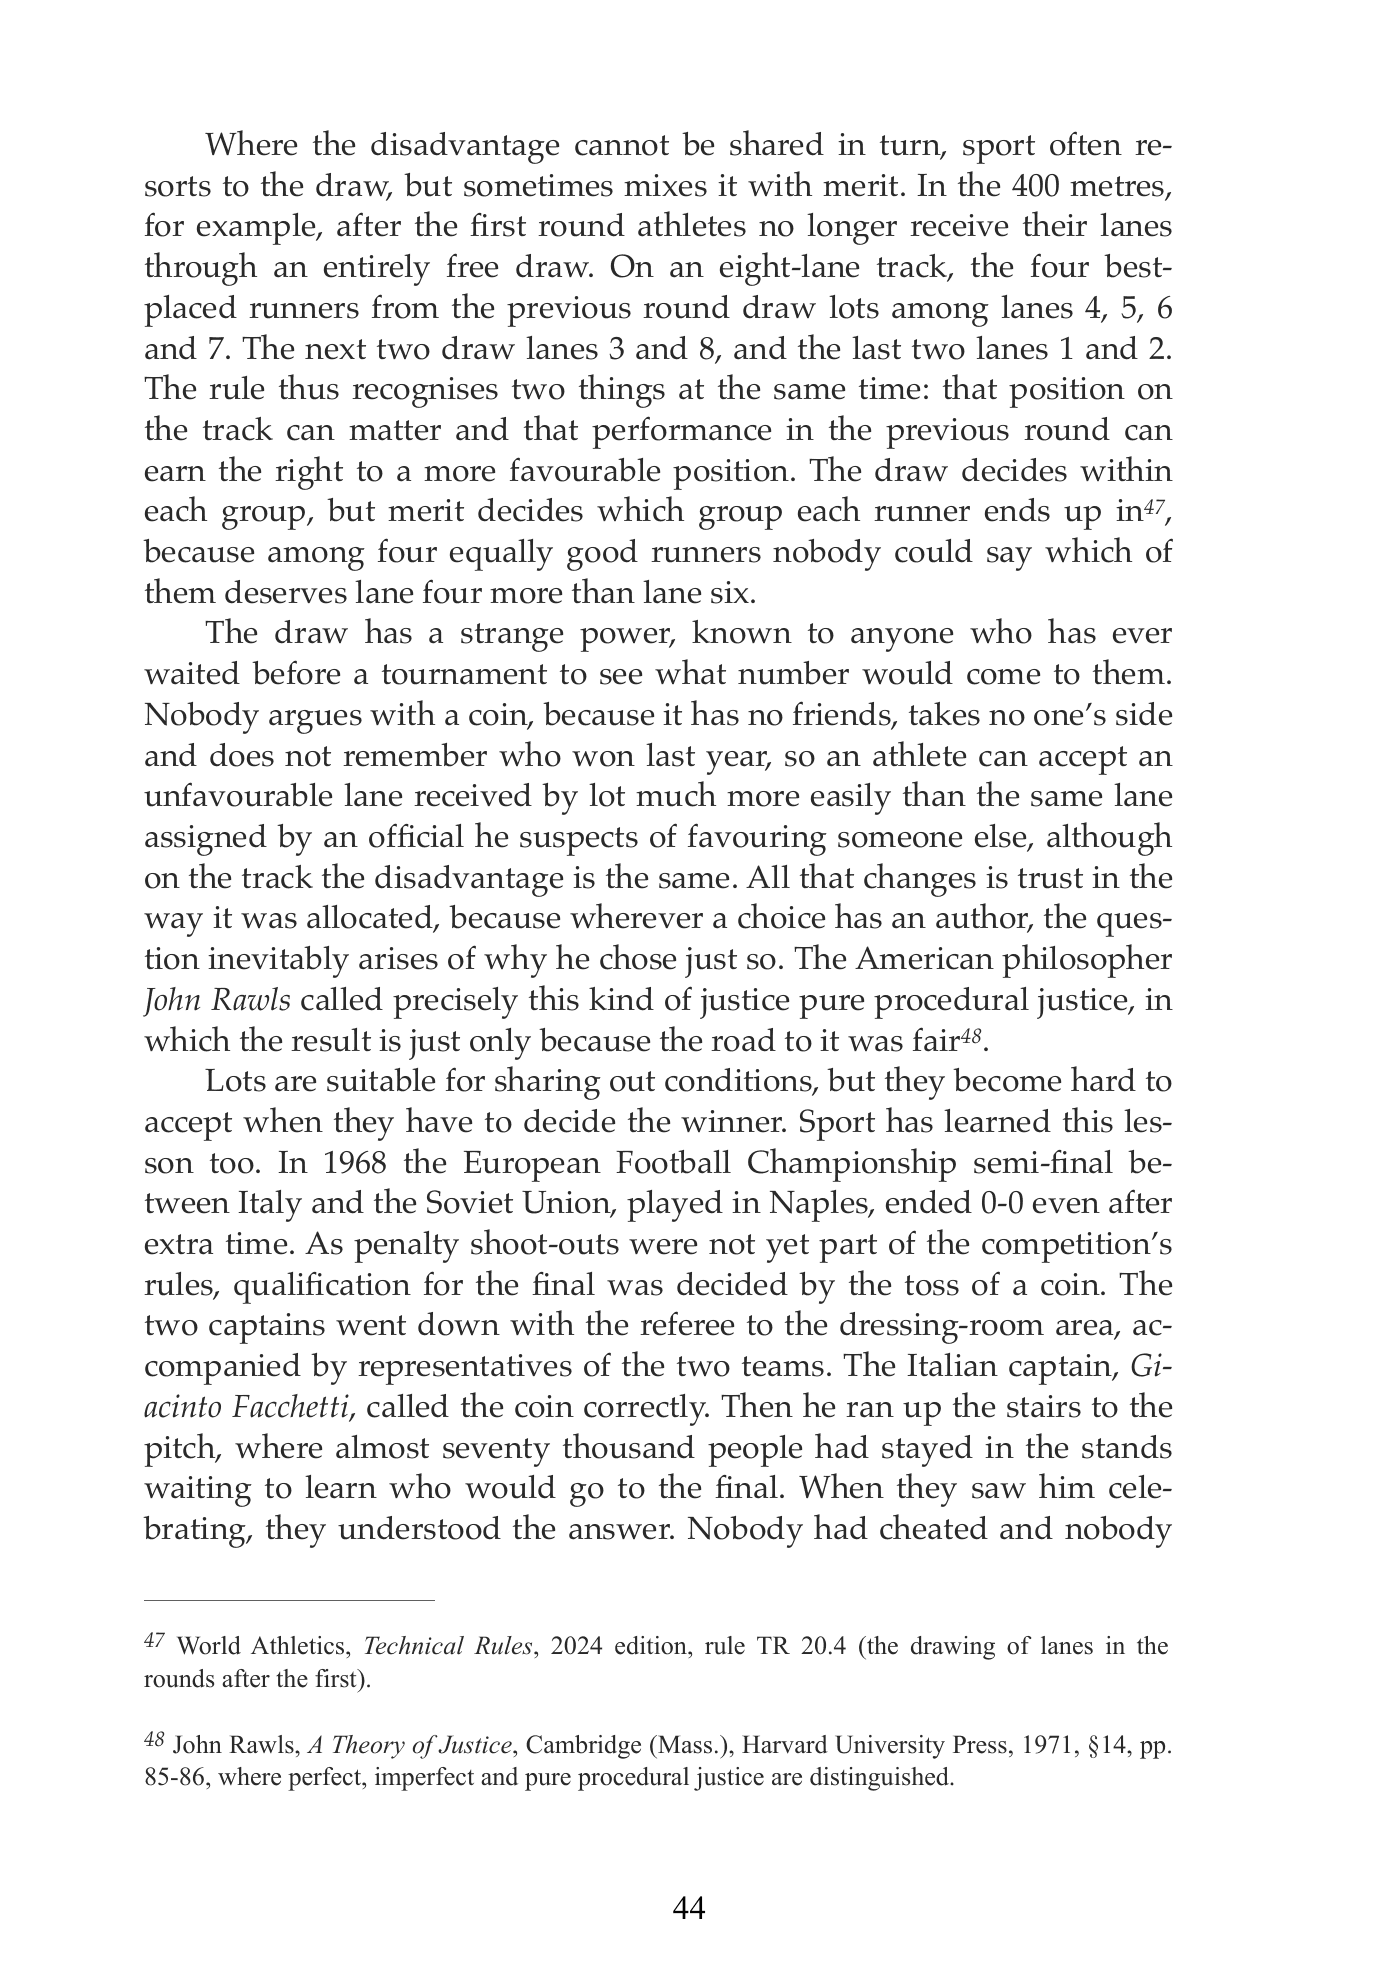 Where the disadvantage cannot be shared in turn, sport often re-
sorts to the draw, but sometimes mixes it with merit. In the 400 metres,
for example, after the first round athletes no longer receive their lanes
through an entirely free draw. On an eight-lane track, the four best-
placed runners from the previous round draw lots among lanes 4, 5, 6
and 7. The next two draw lanes 3 and 8, and the last two lanes 1 and 2.
The rule thus recognises two things at the same time: that position on
the track can matter and that performance in the previous round can
earn the right to a more favourable position. The draw decides within
each group, but merit decides which group each runner ends up in47,
because among four equally good runners nobody could say which of
them deserves lane four more than lane six.
The draw has a strange power, known to anyone who has ever
waited before a tournament to see what number would come to them.
Nobody argues with a coin, because it has no friends, takes no one’s side
and does not remember who won last year, so an athlete can accept an
unfavourable lane received by lot much more easily than the same lane
assigned by an official he suspects of favouring someone else, although
on the track the disadvantage is the same. All that changes is trust in the
way it was allocated, because wherever a choice has an author, the ques-
tion inevitably arises of why he chose just so. The American philosopher
John Rawls called precisely this kind of justice pure procedural justice, in
which the result is just only because the road to it was fair48.
Lots are suitable for sharing out conditions, but they become hard to
accept when they have to decide the winner. Sport has learned this les-
son too. In 1968 the European Football Championship semi-final be-
tween Italy and the Soviet Union, played in Naples, ended 0-0 even after
extra time. As penalty shoot-outs were not yet part of the competition’s
rules, qualification for the final was decided by the toss of a coin. The
two captains went down with the referee to the dressing-room area, ac-
companied by representatives of the two teams. The Italian captain, Gi-
acinto Facchetti, called the coin correctly. Then he ran up the stairs to the
pitch, where almost seventy thousand people had stayed in the stands
waiting to learn who would go to the final. When they saw him cele-
brating, they understood the answer. Nobody had cheated and nobody
47 World Athletics, Technical Rules, 2024 edition, rule TR 20.4 (the drawing of lanes in the
rounds after the first).
48 John Rawls, A Theory of Justice, Cambridge (Mass.), Harvard University Press, 1971, §14, pp.
85-86, where perfect, imperfect and pure procedural justice are distinguished.
44